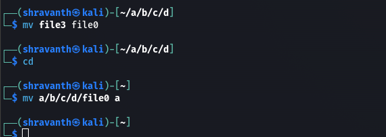 (shravanth㉿kali)-[~/a/b/c/d]
$ mv file3 file0
(shravanth㉿kali)-[~/a/b/c/d]
$ cd
(shravanth㉿kali)-[~]
$ mv a/b/c/d/file0 a
(shravanth㉿kali)-[~]
$